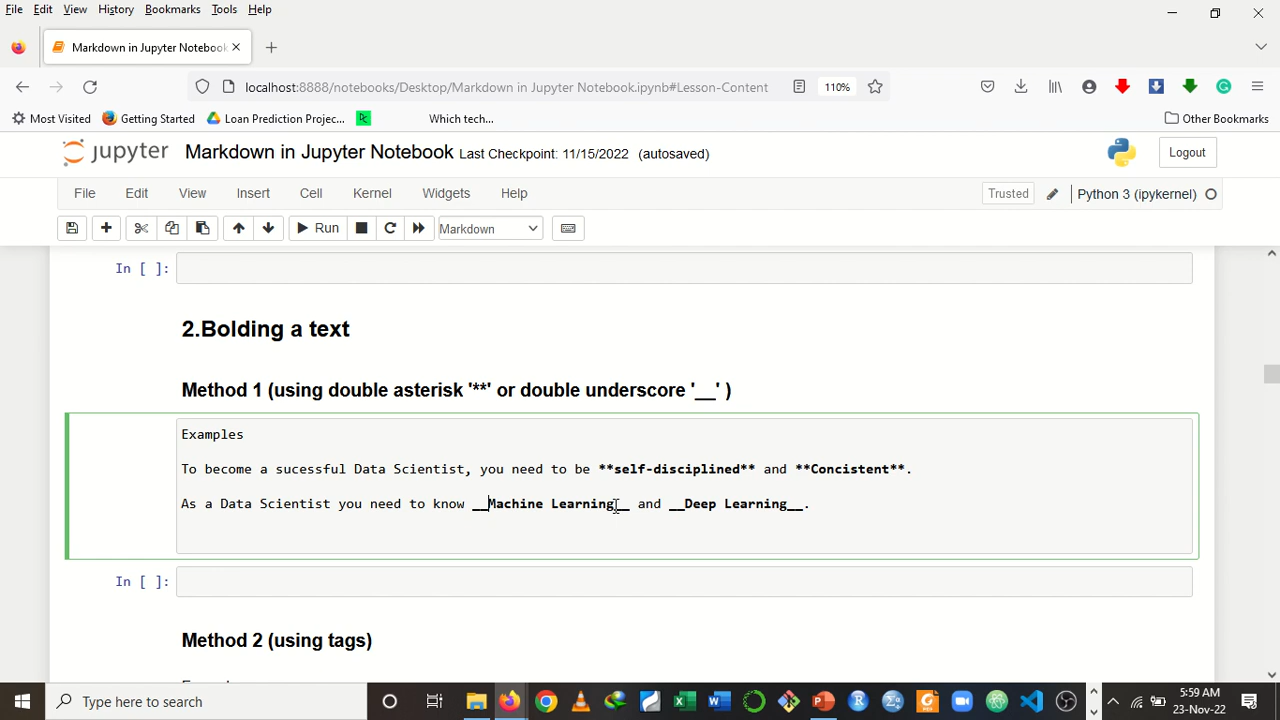 File Edit View History Bookmarks Tools Help
Markdown in Jupyter Notebook
localhost:8888/notebooks/Desktop/Markdown in Jupyter Notebook.ipynb#Lesson-Content 110%
Most Visited Getting Started Loan Prediction Projec... Which tech... Other Bookmarks
jupyter Markdown in Jupyter Notebook Last Checkpoint: 11/15/2022 (autosaved) Logout
File Edit View Insert Cell Kernel Widgets Help Trusted Python 3 (ipykernel)
Run Markdown
In [ ]:
2.Bolding a text
Method 1 (using double asterisk '**' or double underscore '__' )
Examples
To become a sucessful Data Scientist, you need to be **self-disciplined** and **Concistent**.
As a Data Scientist you need to know __Machine Learning__ and __Deep Learning__.
In [ ]:
Method 2 (using tags)
Type here to search 5:59 AM
23-Nov-22